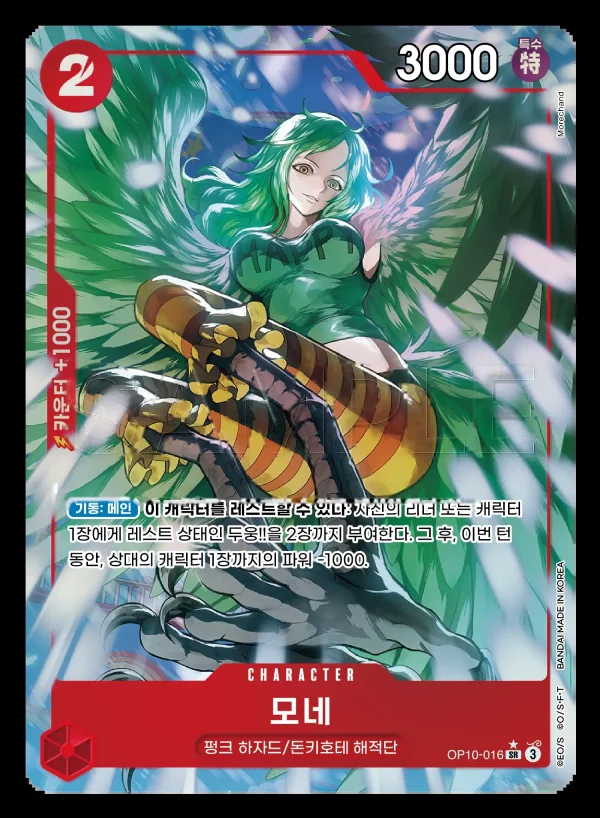 2
3000
특수
特
Morechand
HAPPY
카운터 +1000
SAMPLE
기동: 메인 이 캐릭터를 레스트할 수 있다: 자신의 리더 또는 캐릭터
1장에게 레스트 상태인 두웅!!을 2장까지 부여한다. 그 후, 이번 턴
동안, 상대의 캐릭터 1장까지의 파워 -1000.
BANDAI MADE IN KOREA
©E.O/S ©O/S·F·T
CHARACTER
모네
펑크 하자드/돈키호테 해적단
OP10-016 SR 3